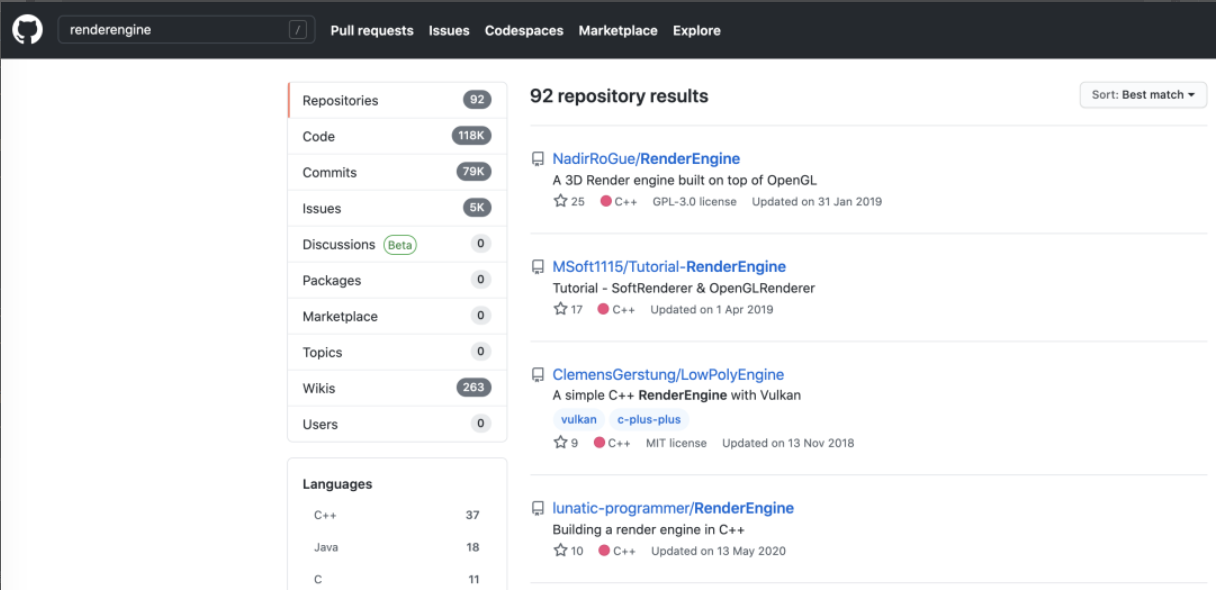 renderengine / Pull requests Issues Codespaces Marketplace Explore
Repositories 92
Code 118K
Commits 79K
Issues 5K
Discussions Beta 0
Packages 0
Marketplace 0
Topics 0
Wikis 263
Users 0
Languages
C++ 37
Java 18
C 11
92 repository results
Sort: Best match
NadirRoGue/RenderEngine
A 3D Render engine built on top of OpenGL
25 C++ GPL-3.0 license Updated on 31 Jan 2019
MSoft1115/Tutorial-RenderEngine
Tutorial - SoftRenderer & OpenGLRenderer
17 C++ Updated on 1 Apr 2019
ClemensGerstung/LowPolyEngine
A simple C++ RenderEngine with Vulkan
vulkan c-plus-plus
9 C++ MIT license Updated on 13 Nov 2018
lunatic-programmer/RenderEngine
Building a render engine in C++
10 C++ Updated on 13 May 2020